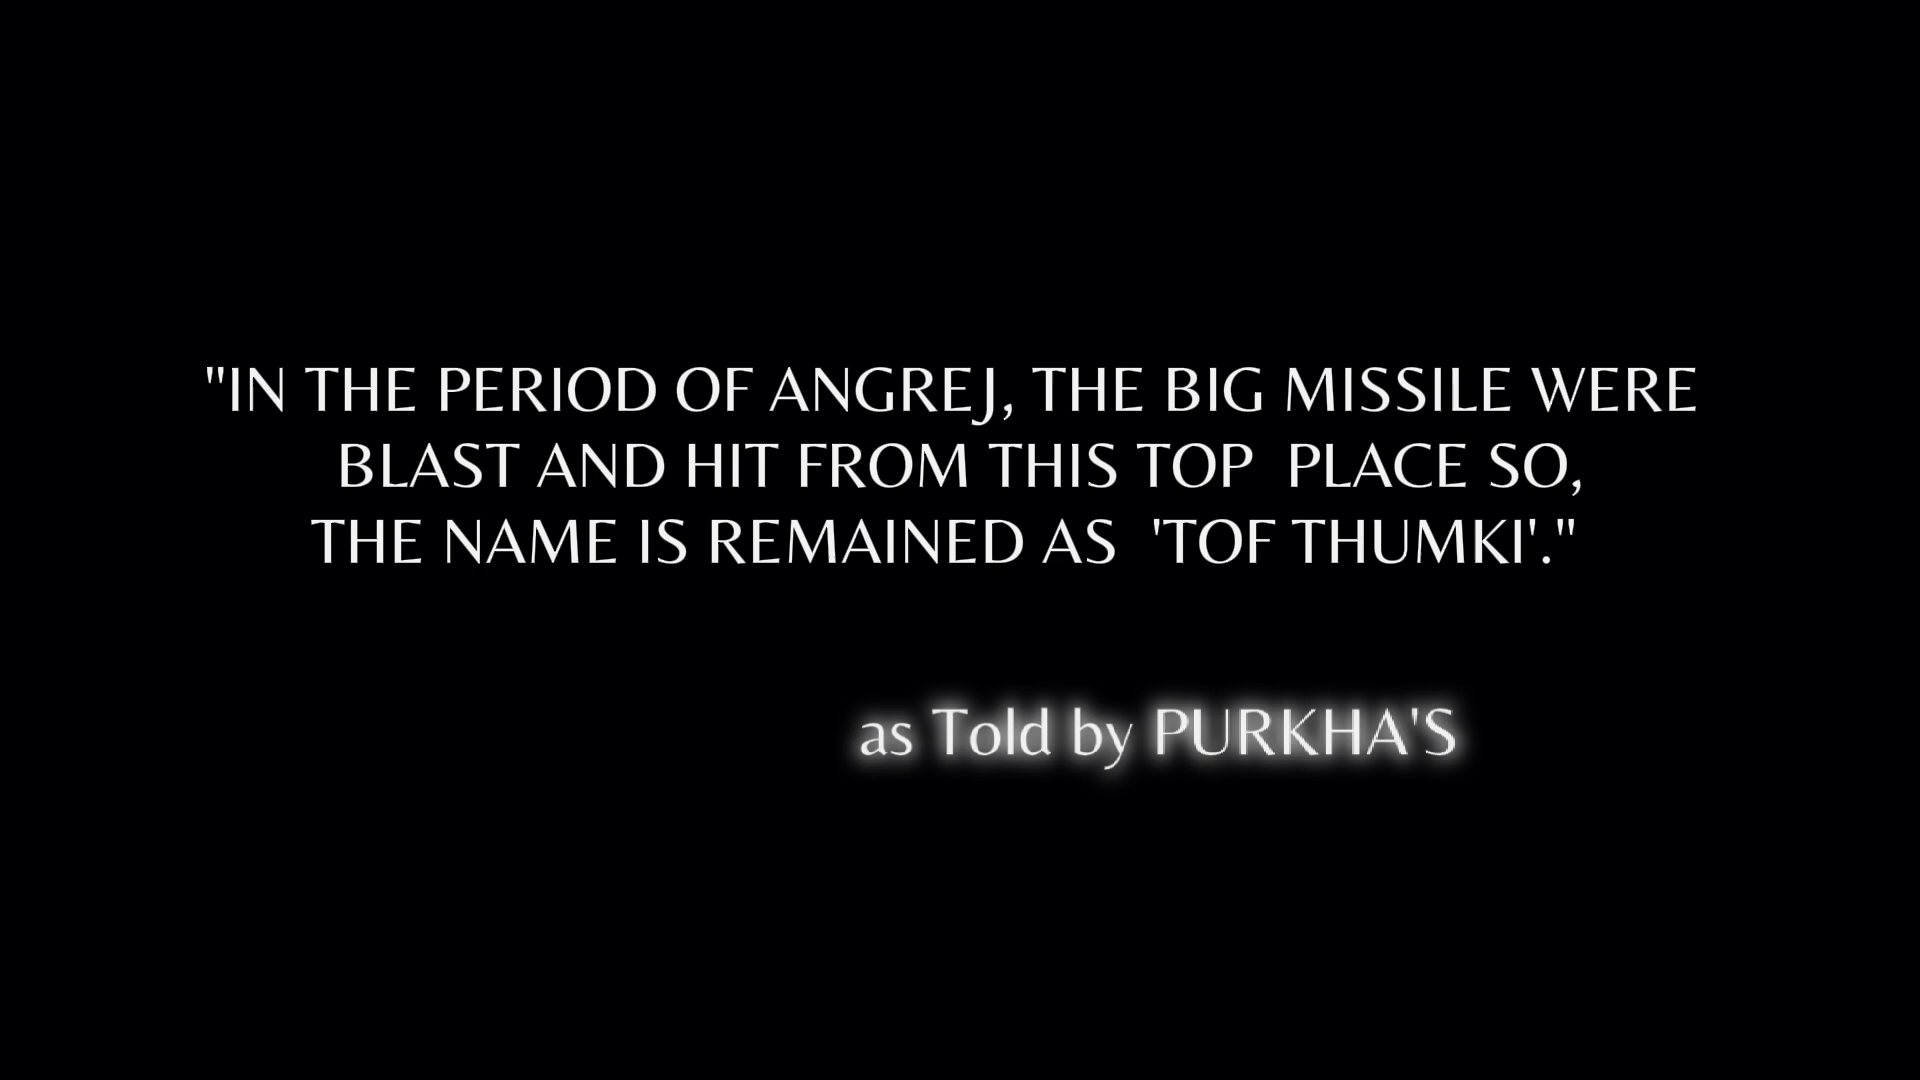 "IN THE PERIOD OF ANGREJ, THE BIG MISSILE WERE
BLAST AND HIT FROM THIS TOP  PLACE SO,
THE NAME IS REMAINED AS  'TOF THUMKI'."
as Told by PURKHA'S